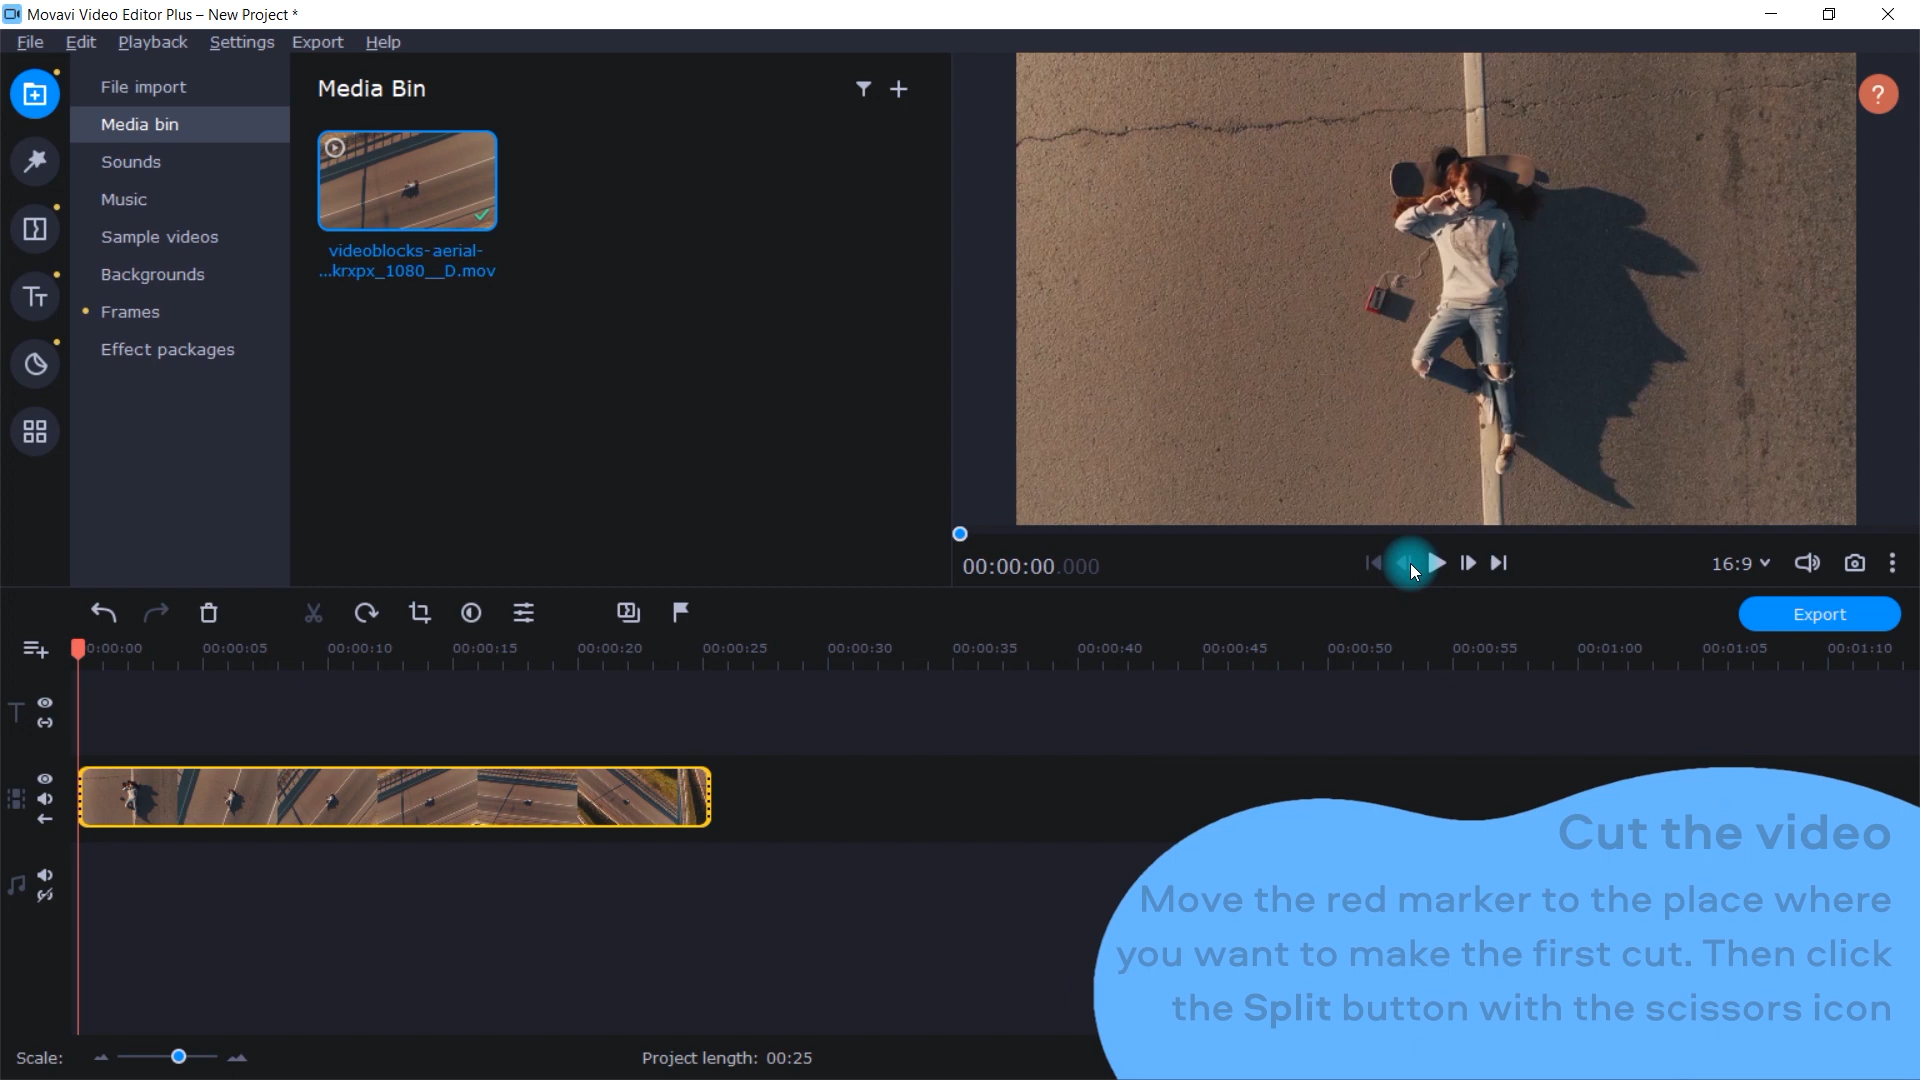 Movavi Video Editor Plus – New Project *
File Edit Playback Settings Export Help
File import
Media bin
Sounds
Music
Sample videos
Backgrounds
Frames
Effect packages
Media Bin
videoblocks-aerial-
...krxpx_1080__D.mov
?
00:00:00.000
16:9
Export
0:00:00 00:00:05 00:00:10 00:00:15 00:00:20 00:00:25 00:00:30 00:00:35 00:00:40 00:00:45 00:00:50 00:00:55 00:01:00 00:01:05 00:01:10
Cut the video
Move the red marker to the place where
you want to make the first cut. Then click
the Split button with the scissors icon
Scale:
Project length: 00:25